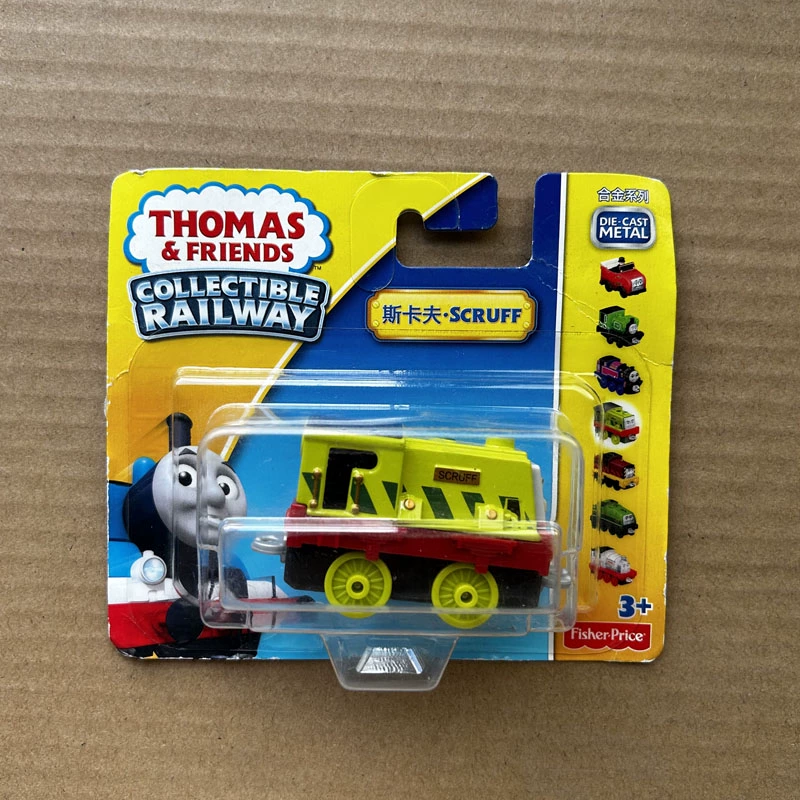 THOMAS
& FRIENDS
™
COLLECTIBLE
RAILWAY
斯卡夫·SCRUFF
合金系列
DIE-CAST
METAL
SCRUFF
3+
Fisher-Price